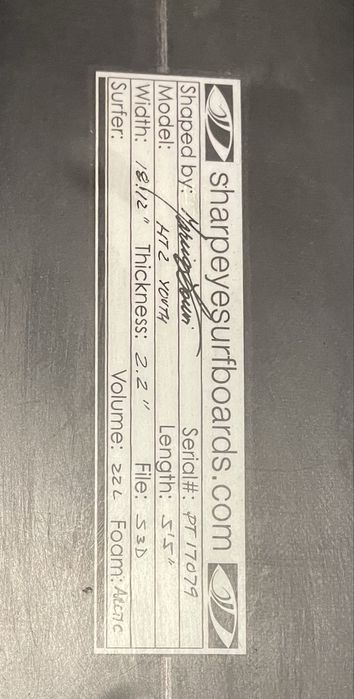 sharpeyesurfboards.com
Shaped by: Serial#: PT17079
Model: HT2 YOUTH Length: 5'5"
Width: 18.1/2" Thickness: 2.2" File: S3D
Surfer: Volume: 22L Foam: ARCTIC